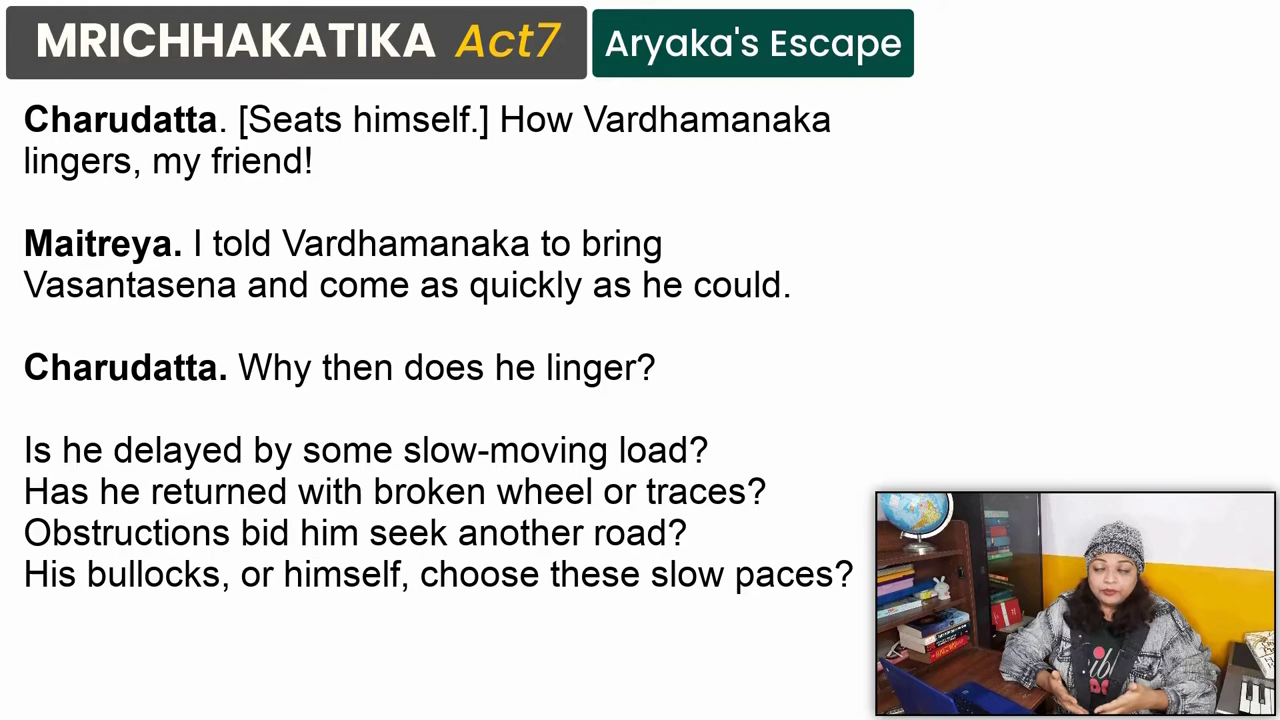 MRICHHAKATIKA Act7 Aryaka's Escape
Charudatta. [Seats himself.] How Vardhamanaka
lingers, my friend!
Maitreya. I told Vardhamanaka to bring
Vasantasena and come as quickly as he could.
Charudatta. Why then does he linger?
Is he delayed by some slow-moving load?
Has he returned with broken wheel or traces?
Obstructions bid him seek another road?
His bullocks, or himself, choose these slow paces?